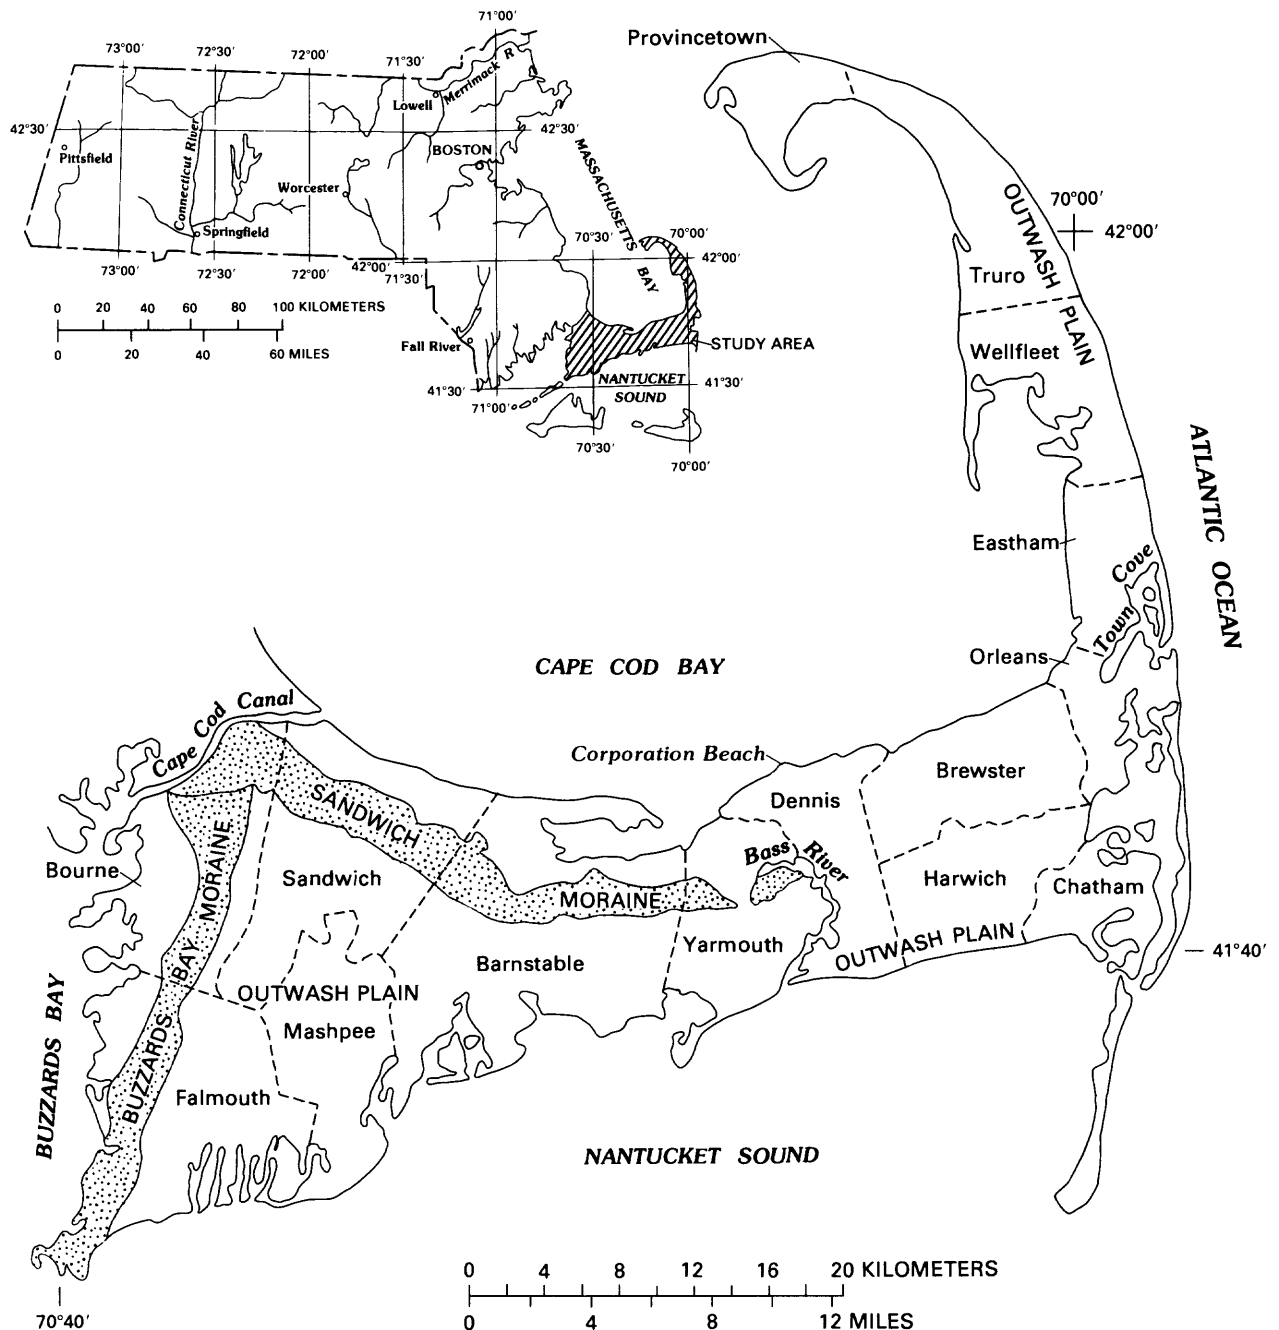 71°00'
Provincetown
73°00'
72°30'
72°00'
71°30'
Merrimack R
Lowell
42°30'
42°30'
Pittsfield
Connecticut River
BOSTON
MASSACHUSETTS BAY
Worcester
Springfield
70°30'
70°00'
42°00'
73°00'
72°30'
72°00'
42°00'
71°30'
0 20 40 60 80 100 KILOMETERS
0 20 40 60 MILES
Fall River
STUDY AREA
41°30'
41°30'
NANTUCKET
SOUND
71°00'
70°30'
70°00'
OUTWASH PLAIN
70°00'
42°00'
Truro
Wellfleet
ATLANTIC OCEAN
Eastham
Town Cove
Orleans
CAPE COD BAY
Cape Cod Canal
Corporation Beach
Brewster
Dennis
SANDWICH
MORAINE
Bass River
Bourne
Sandwich
Harwich
Chatham
BUZZARDS BAY MORAINE
Yarmouth
OUTWASH PLAIN
41°40'
Barnstable
OUTWASH PLAIN
Mashpee
BUZZARDS BAY
Falmouth
NANTUCKET SOUND
0 4 8 12 16 20 KILOMETERS
0 4 8 12 MILES
70°40'